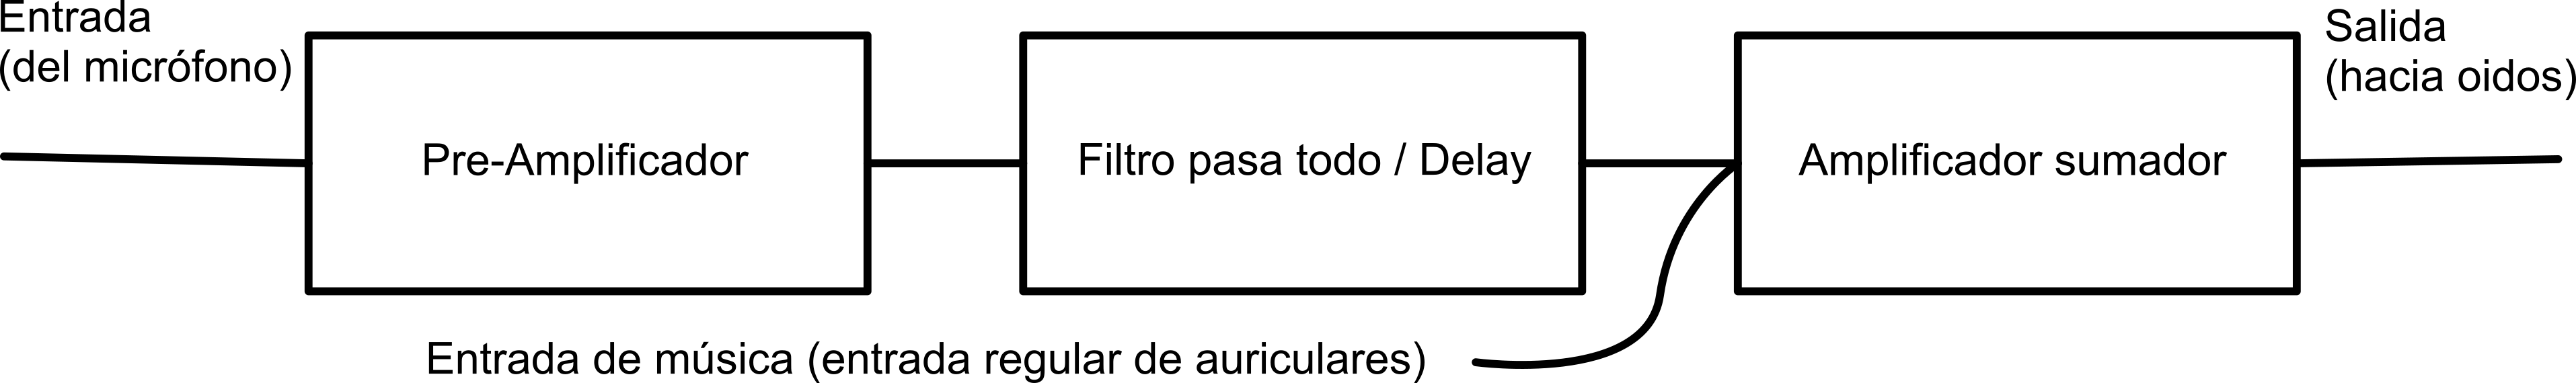 Entrada
(del micrófono)
Pre-Amplificador
Filtro pasa todo / Delay
Amplificador sumador
Salida
(hacia oidos)
Entrada de música (entrada regular de auriculares)